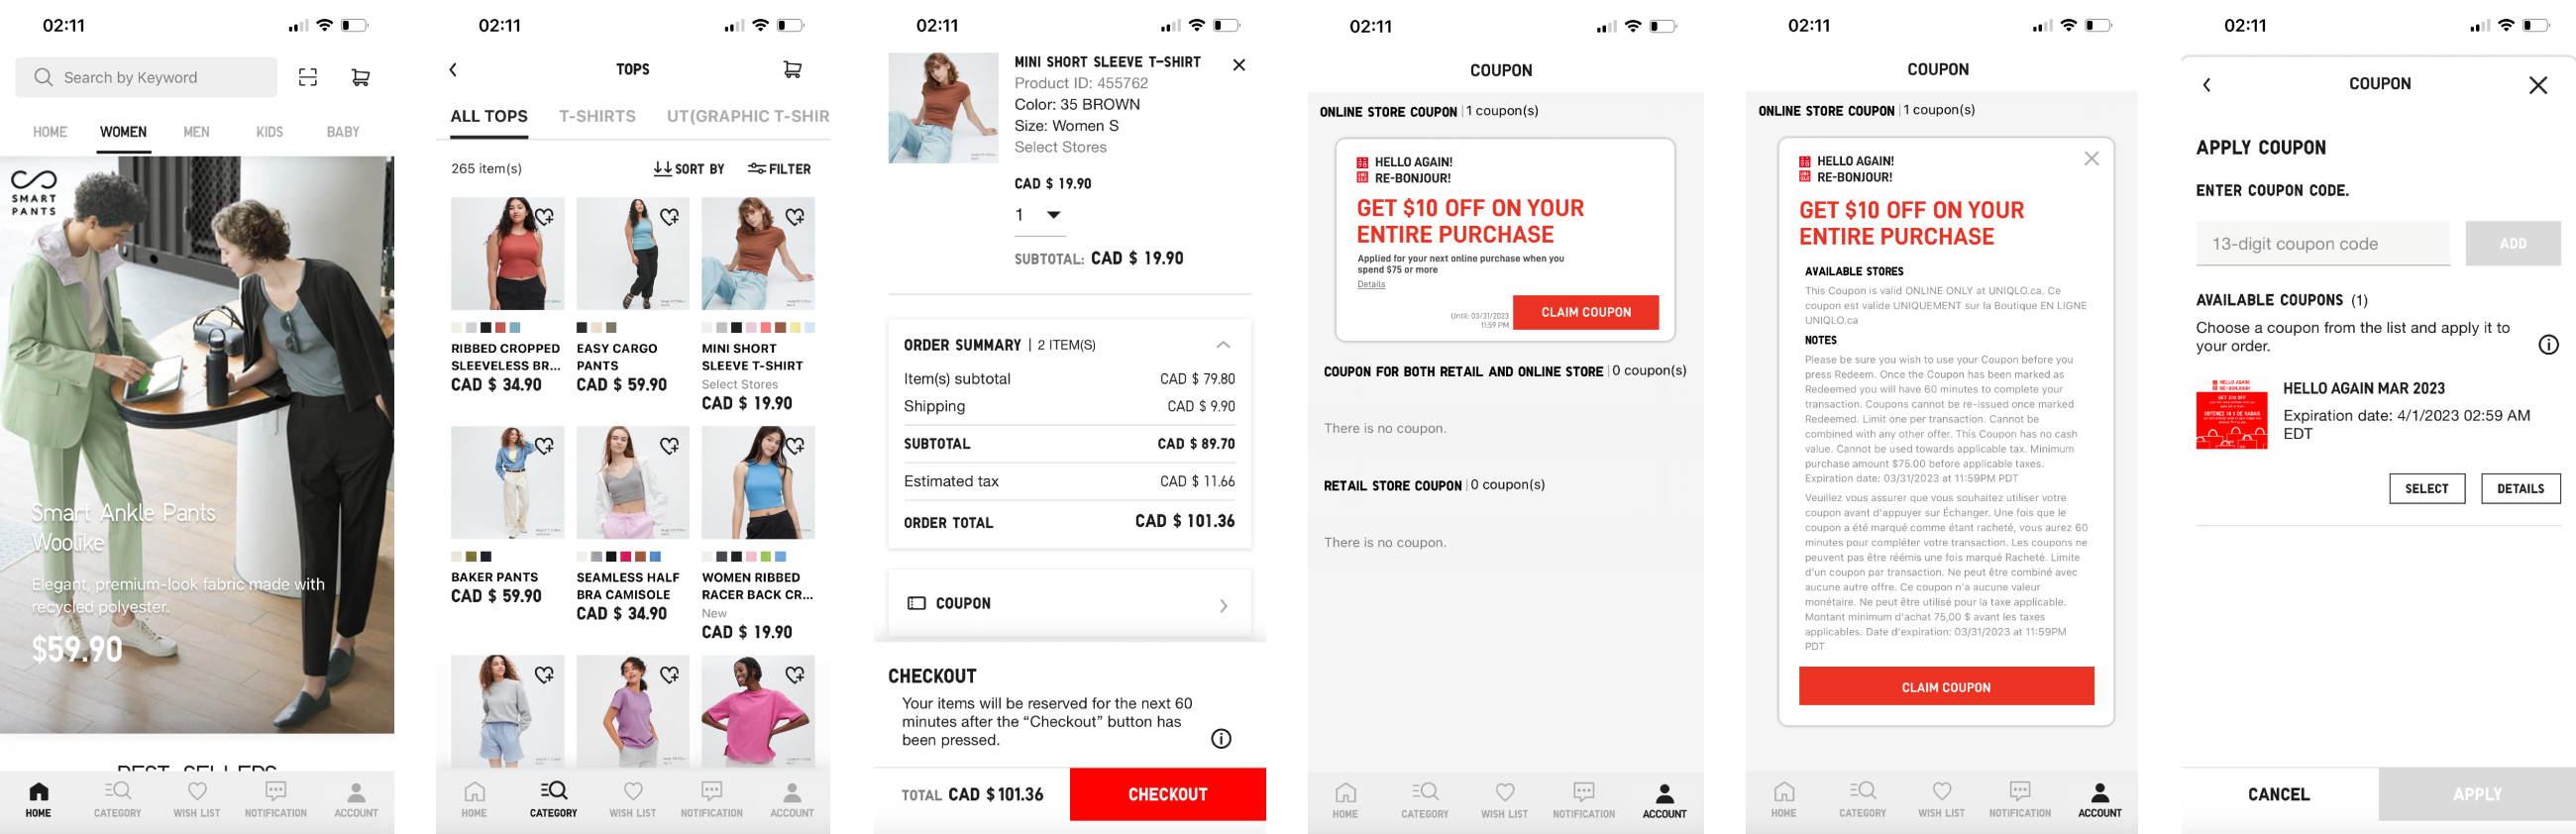 02:11
Search by Keyword
HOME WOMEN MEN KIDS BABY
SMART
PANTS
Smart Ankle Pants
Woolike
Elegant, premium-look fabric made with
recycled polyester.
$59.90
BEST SELLERS
HOME CATEGORY WISH LIST NOTIFICATION ACCOUNT
02:11
TOPS
ALL TOPS T-SHIRTS UT(GRAPHIC T-SHIR
265 item(s) SORT BY FILTER
RIBBED CROPPED
SLEEVELESS BR...
CAD $ 34.90
EASY CARGO
PANTS
CAD $ 59.90
MINI SHORT
SLEEVE T-SHIRT
Select Stores
CAD $ 19.90
BAKER PANTS
CAD $ 59.90
SEAMLESS HALF
BRA CAMISOLE
CAD $ 34.90
WOMEN RIBBED
RACER BACK CR...
New
CAD $ 19.90
HOME CATEGORY WISH LIST NOTIFICATION ACCOUNT
02:11
MINI SHORT SLEEVE T-SHIRT
Product ID: 455762
Color: 35 BROWN
Size: Women S
Select Stores
CAD $ 19.90
1
SUBTOTAL: CAD $ 19.90
ORDER SUMMARY | 2 ITEM(S)
Item(s) subtotal CAD $ 79.80
Shipping CAD $ 9.90
SUBTOTAL CAD $ 89.70
Estimated tax CAD $ 11.66
ORDER TOTAL CAD $ 101.36
COUPON
CHECKOUT
Your items will be reserved for the next 60
minutes after the “Checkout” button has
been pressed.
TOTAL CAD $ 101.36 CHECKOUT
02:11
COUPON
ONLINE STORE COUPON | 1 coupon(s)
HELLO AGAIN!
RE-BONJOUR!
GET $10 OFF ON YOUR
ENTIRE PURCHASE
Applied for your next online purchase when you
spend $75 or more
Details
Until: 03/31/2023
11:59 PM
CLAIM COUPON
COUPON FOR BOTH RETAIL AND ONLINE STORE | 0 coupon(s)
There is no coupon.
RETAIL STORE COUPON | 0 coupon(s)
There is no coupon.
HOME CATEGORY WISH LIST NOTIFICATION ACCOUNT
02:11
COUPON
ONLINE STORE COUPON | 1 coupon(s)
HELLO AGAIN!
RE-BONJOUR!
GET $10 OFF ON YOUR
ENTIRE PURCHASE
AVAILABLE STORES
This Coupon is valid ONLINE ONLY at UNIQLO.ca. Ce
coupon est valide UNIQUEMENT sur la Boutique EN LIGNE
UNIQLO.ca
NOTES
Please be sure you wish to use your Coupon before you
press Redeem. Once the Coupon has been marked as
Redeemed you will have 60 minutes to complete your
transaction. Coupons cannot be re-issued once marked
Redeemed. Limit one per transaction. Cannot be
combined with any other offer. This Coupon has no cash
value. Cannot be used towards applicable tax. Minimum
purchase amount $75.00 before applicable taxes.
Expiration date: 03/31/2023 at 11:59PM PDT
Veuillez vous assurer que vous souhaitez utiliser votre
coupon avant d'appuyer sur Échanger. Une fois que le
coupon a été marqué comme étant racheté, vous aurez 60
minutes pour compléter votre transaction. Les coupons ne
peuvent pas être réémis une fois marqué Racheté. Limite
d'un coupon par transaction. Ne peut être combiné avec
aucune autre offre. Ce coupon n'a aucune valeur
monétaire. Ne peut être utilisé pour la taxe applicable.
Montant minimum d'achat 75,00 $ avant les taxes
applicables. Date d'expiration: 03/31/2023 at 11:59PM
PDT
CLAIM COUPON
HOME CATEGORY WISH LIST NOTIFICATION ACCOUNT
02:11
COUPON
APPLY COUPON
ENTER COUPON CODE.
13-digit coupon code ADD
AVAILABLE COUPONS (1)
Choose a coupon from the list and apply it to
your order.
HELLO AGAIN MAR 2023
Expiration date: 4/1/2023 02:59 AM
EDT
SELECT DETAILS
CANCEL APPLY